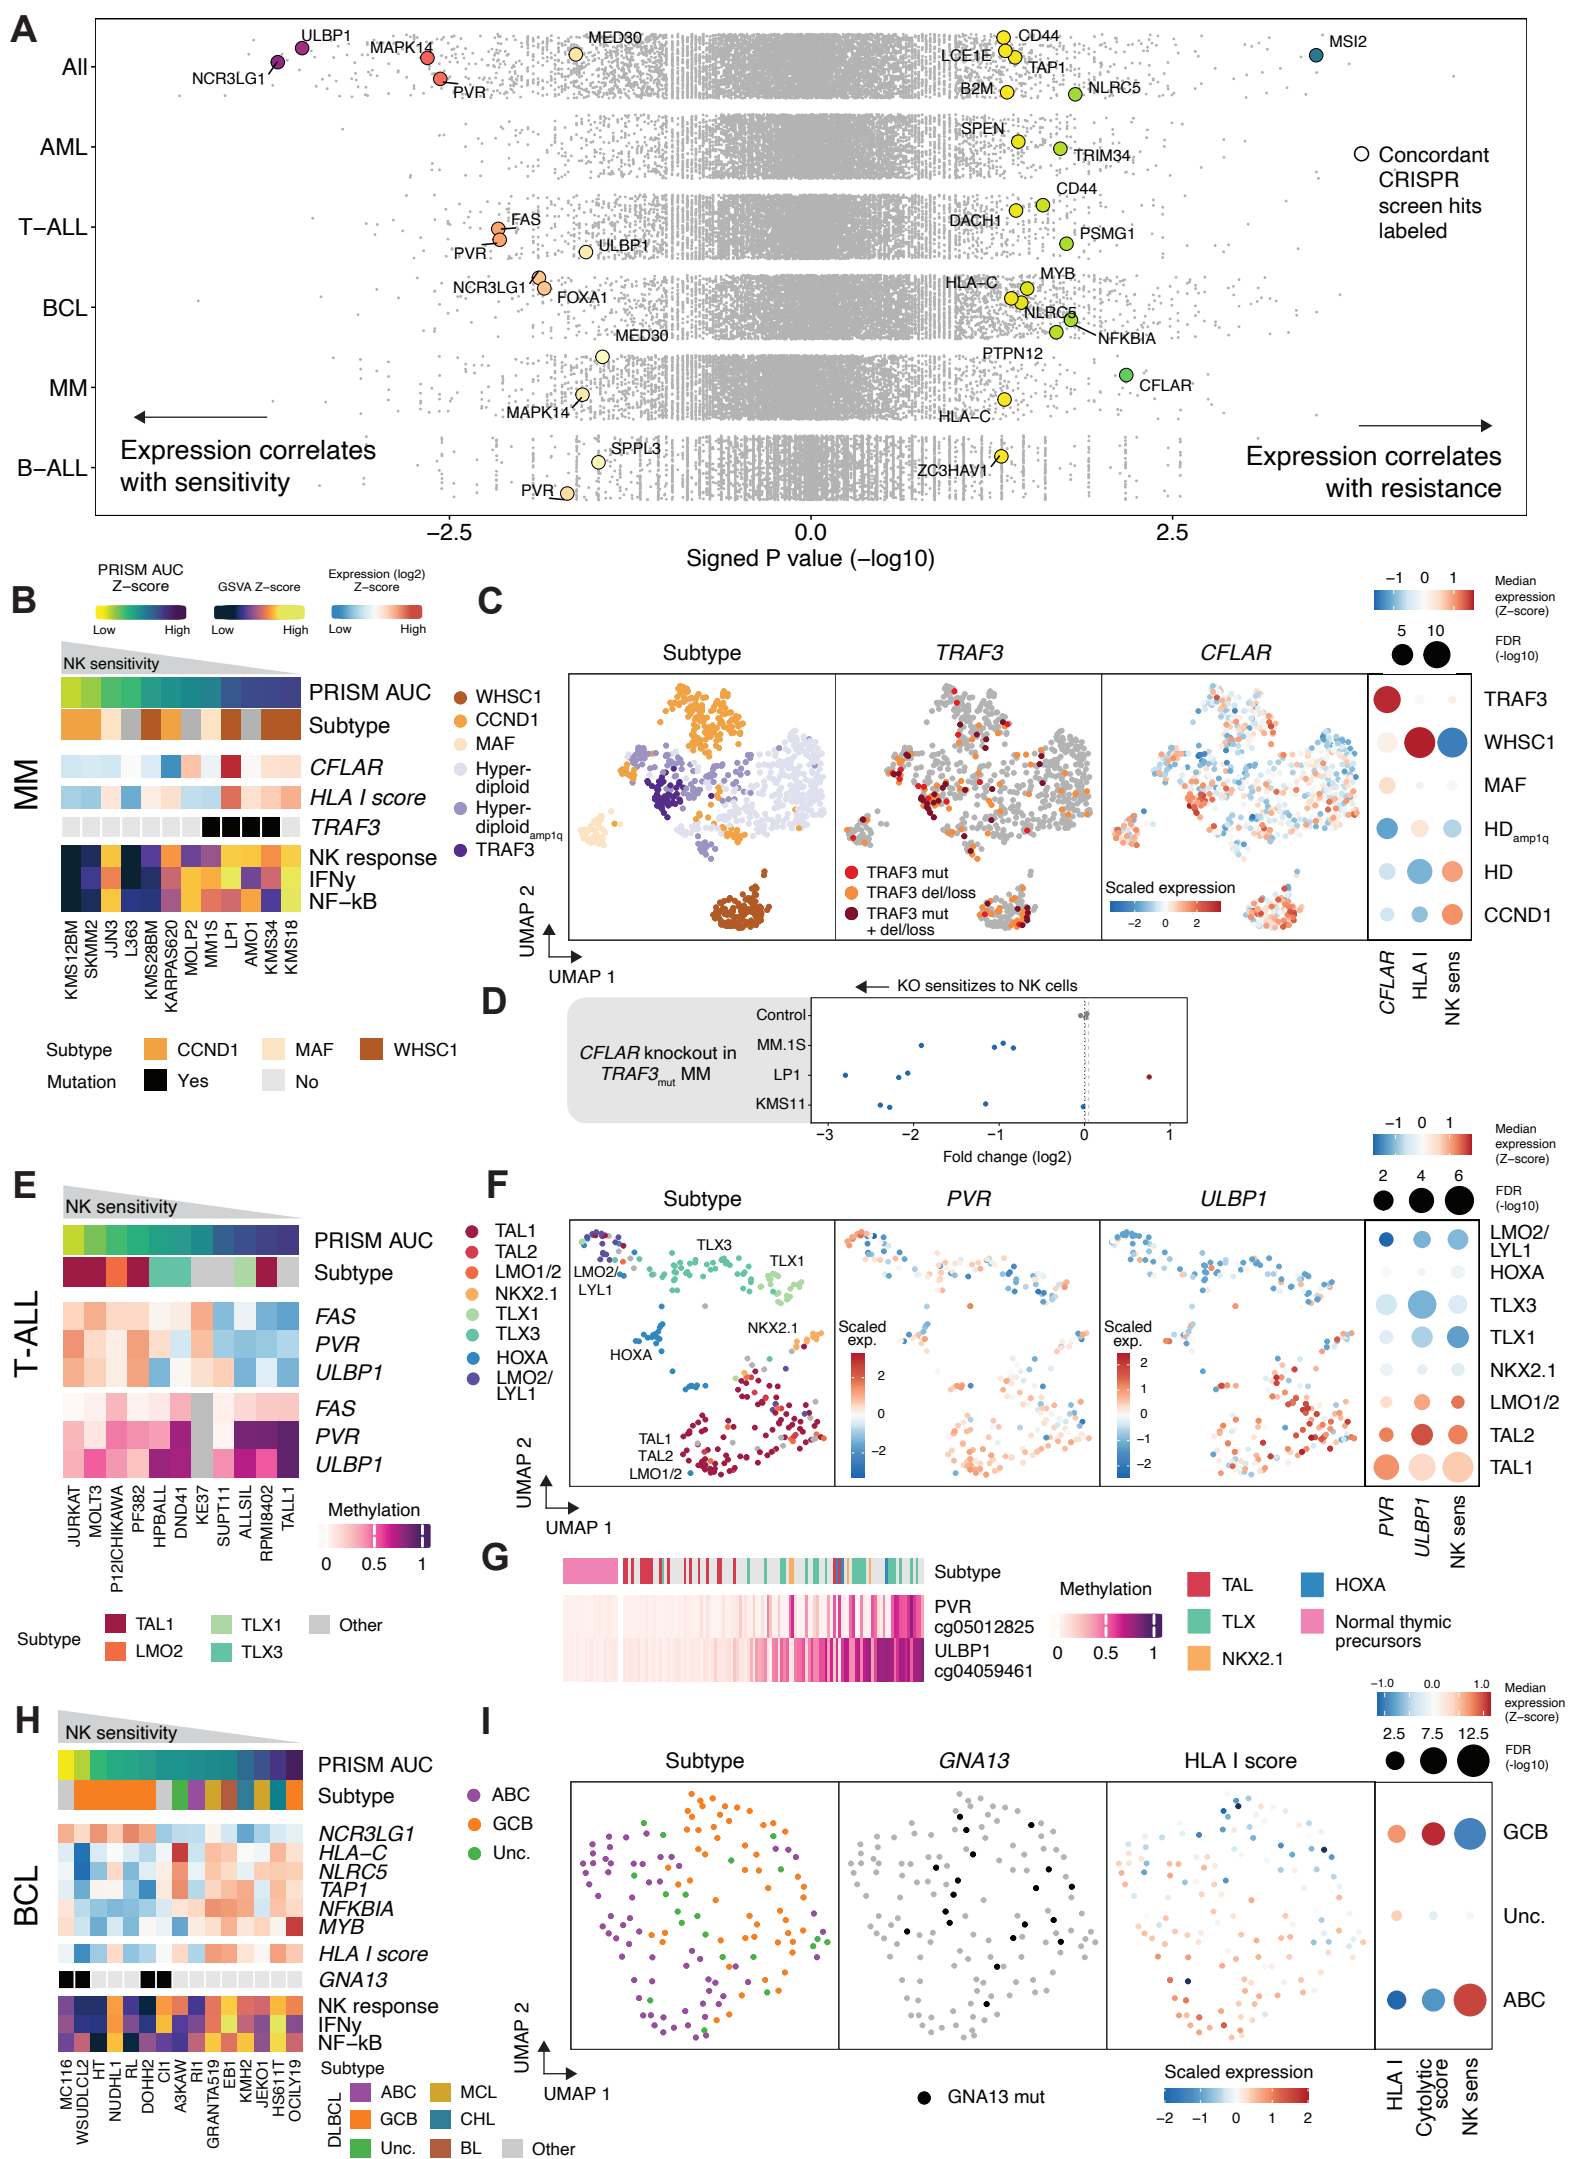 A
All
AML
T−ALL
BCL
MM
B−ALL
ULBP1
NCR3LG1
MAPK14
PVR
MED30
CD44
LCE1E
TAP1
B2M
NLRC5
MSI2
SPEN
TRIM34
Concordant
CRISPR
screen hits
labeled
FAS
PVR
ULBP1
CD44
DACH1
PSMG1
NCR3LG1
FOXA1
HLA−C
MYB
NLRC5
NFKBIA
PTPN12
MED30
MAPK14
CFLAR
HLA−C
SPPL3
PVR
ZC3HAV1
Expression correlates
with sensitivity
Expression correlates
with resistance
−2.5
0.0
2.5
Signed P value (−log10)
B
PRISM AUC
Z−score
Low
High
GSVA Z−score
Low
High
Expression (log2)
Z−score
Low
High
MM
NK sensitivity
PRISM AUC
Subtype
CFLAR
HLA I score
TRAF3
NK response
IFNy
NF−kB
KMS12BM
SKMM2
JJN3
L363
KMS28BM
KARPAS620
MOLP2
MM1S
LP1
AMO1
KMS34
KMS18
Subtype
CCND1
MAF
WHSC1
Mutation
Yes
No
C
WHSC1
CCND1
MAF
Hyper-
diploid
Hyper-
diploid amp1q
TRAF3
Subtype
TRAF3
CFLAR
TRAF3 mut
TRAF3 del/loss
TRAF3 mut
+ del/loss
Scaled expression
−2
0
2
UMAP 2
UMAP 1
−1
0
1
Median
expression
(Z−score)
5
10
FDR
(-log10)
TRAF3
WHSC1
MAF
HD amp1q
HD
CCND1
CFLAR
HLA I
NK sens
D
KO sensitizes to NK cells
CFLAR knockout in
TRAF3 mut MM
Control
MM.1S
LP1
KMS11
−3
−2
−1
0
1
Fold change (log2)
E
T-ALL
NK sensitivity
PRISM AUC
Subtype
FAS
PVR
ULBP1
FAS
PVR
ULBP1
JURKAT
MOLT3
P12ICHIKAWA
PF382
HPBALL
DND41
KE37
SUPT11
ALLSIL
RPMI8402
TALL1
Methylation
0
0.5
1
Subtype
TAL1
TLX1
Other
LMO2
TLX3
F
TAL1
TAL2
LMO1/2
NKX2.1
TLX1
TLX3
HOXA
LMO2/
LYL1
Subtype
PVR
ULBP1
TLX3
TLX1
LMO2/
LYL1
NKX2.1
HOXA
TAL1
TAL2
LMO1/2
Scaled
exp.
2
0
−2
Scaled
exp.
2
1
0
−1
−2
UMAP 2
UMAP 1
−1
0
1
Median
expression
(Z−score)
2
4
6
FDR
(-log10)
LMO2/
LYL1
HOXA
TLX3
TLX1
NKX2.1
LMO1/2
TAL2
TAL1
PVR
ULBP1
NK sens
G
Subtype
PVR
cg05012825
ULBP1
cg04059461
Methylation
0
0.5
1
TAL
TLX
NKX2.1
HOXA
Normal thymic
precursors
H
BCL
NK sensitivity
PRISM AUC
Subtype
NCR3LG1
HLA−C
NLRC5
TAP1
NFKBIA
MYB
HLA I score
GNA13
NK response
IFNy
NF−kB
MC116
WSUDLCL2
HT
NUDHL1
RL
DOHH2
CI1
A3KAW
RI1
GRANTA519
EB1
KMH2
JEKO1
HS611T
OCILY19
Subtype
DLBCL
ABC
MCL
GCB
CHL
Unc.
BL
Other
I
ABC
GCB
Unc.
Subtype
GNA13
HLA I score
UMAP 2
UMAP 1
GNA13 mut
Scaled expression
−2
−1
0
1
2
−1.0
0.0
1.0
Median
expression
(Z−score)
2.5
7.5
12.5
FDR
(-log10)
GCB
Unc.
ABC
HLA I
Cytolytic
score
NK sens